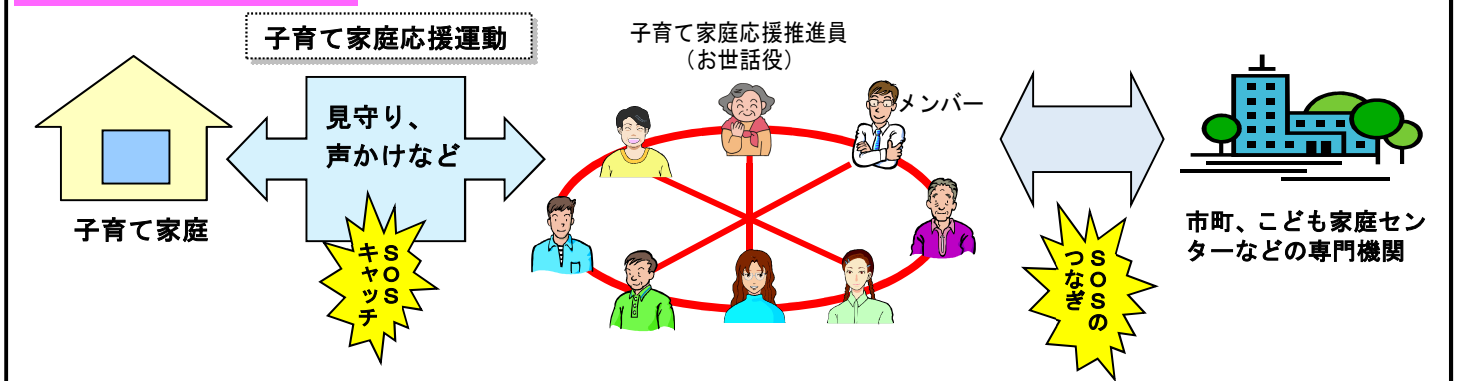 子育て家庭応援運動
子育て家庭応援推進員
（お世話役）
メンバー
見守り、
声かけなど
子育て家庭
SOS
キャッチ
SOSの
つなぎ
市町、こども家庭セン
ターなどの専門機関